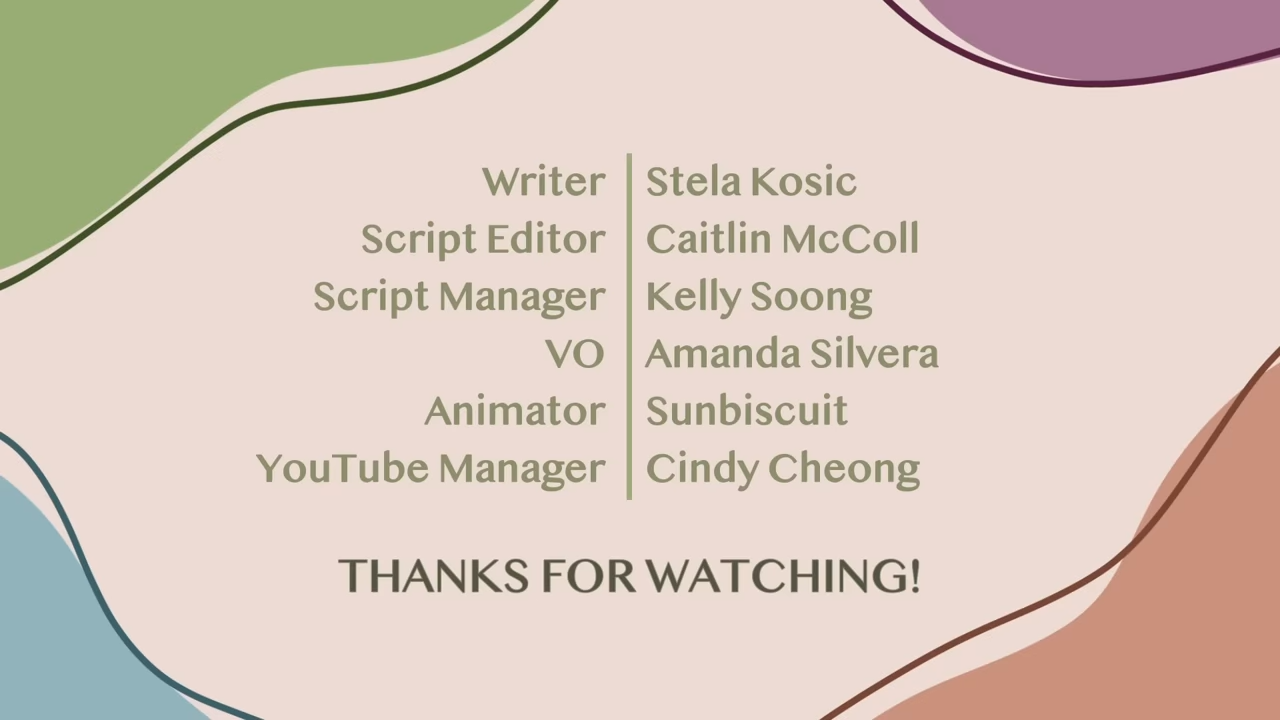 Writer Stela Kosic
Script Editor Caitlin McColl
Script Manager Kelly Soong
VO Amanda Silvera
Animator Sunbiscuit
YouTube Manager Cindy Cheong
THANKS FOR WATCHING!